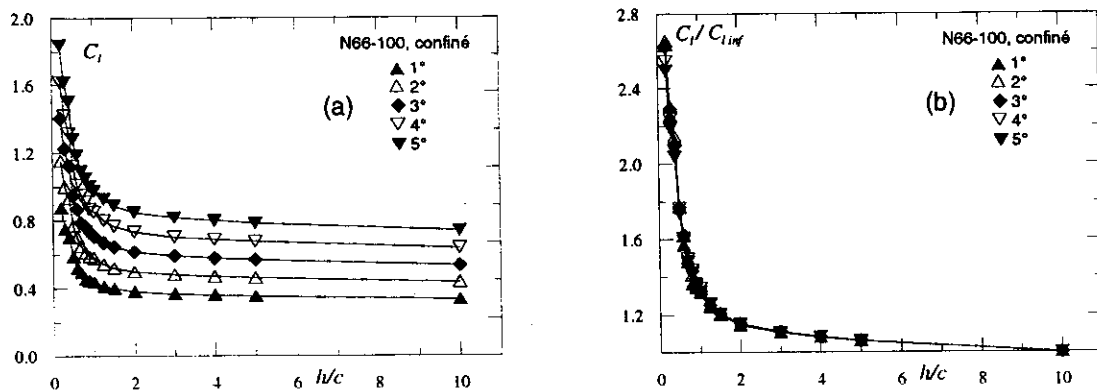 2.0
1.6
1.2
0.8
0.4
0.0
C_l
N66-100, confiné
1°
2°
3°
4°
5°
(a)
0 2 4 6 h/c 8 10
2.8
2.4
2.0
1.6
1.2
C_l / C_l inf
N66-100, confiné
1°
2°
3°
4°
5°
(b)
0 2 4 6 h/c 8 10